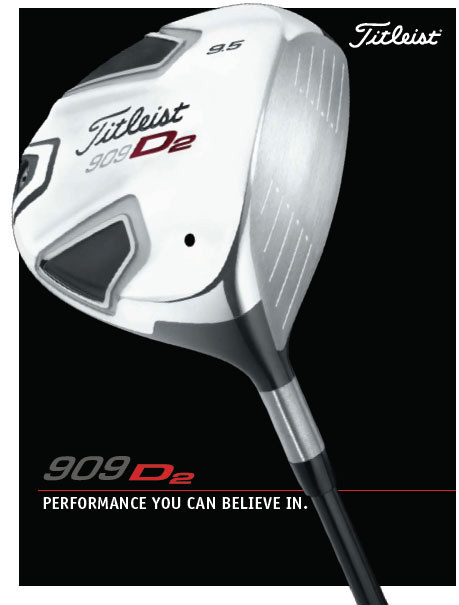 Titleist
9.5
Titleist
909D2
909D2
PERFORMANCE YOU CAN BELIEVE IN.